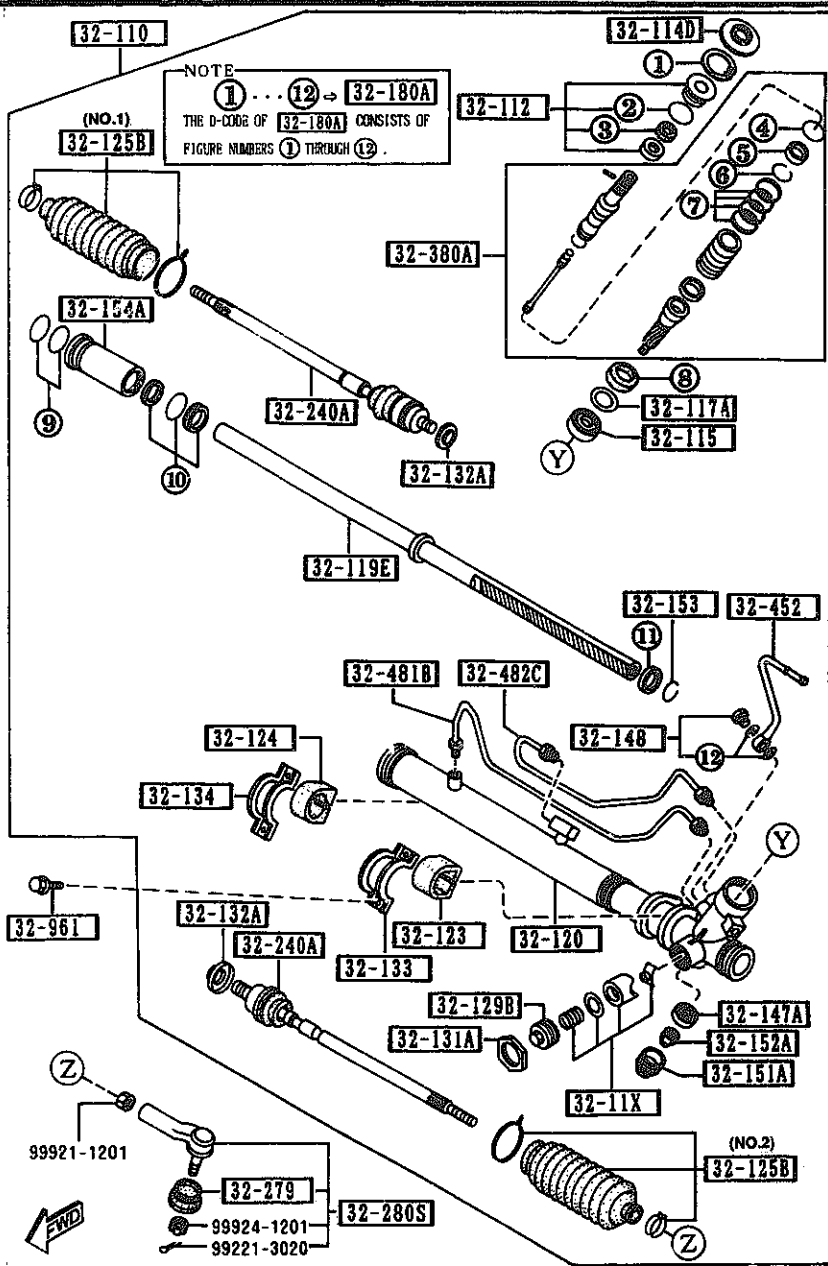 32-110
32-114D
NOTE
1 ... 12 ⇒ 32-180A
THE D-CODE OF 32-180A CONSISTS OF
FIGURE NUMBERS 1 THROUGH 12.
1
32-112
2
3
4
5
6
7
(NO.1)
32-125B
32-380A
32-154A
9
32-240A
10
32-132A
8
32-117A
32-115
Y
32-119E
32-153
32-452
11
32-481B
32-482C
32-124
32-148
12
32-134
Y
32-961
32-132A
32-123
32-120
32-240A
32-133
32-129B
32-147A
32-131A
32-152A
32-151A
32-11X
Z
99921-1201
(NO.2)
32-125B
32-279
32-280S
99924-1201
99221-3020
FWD
Z